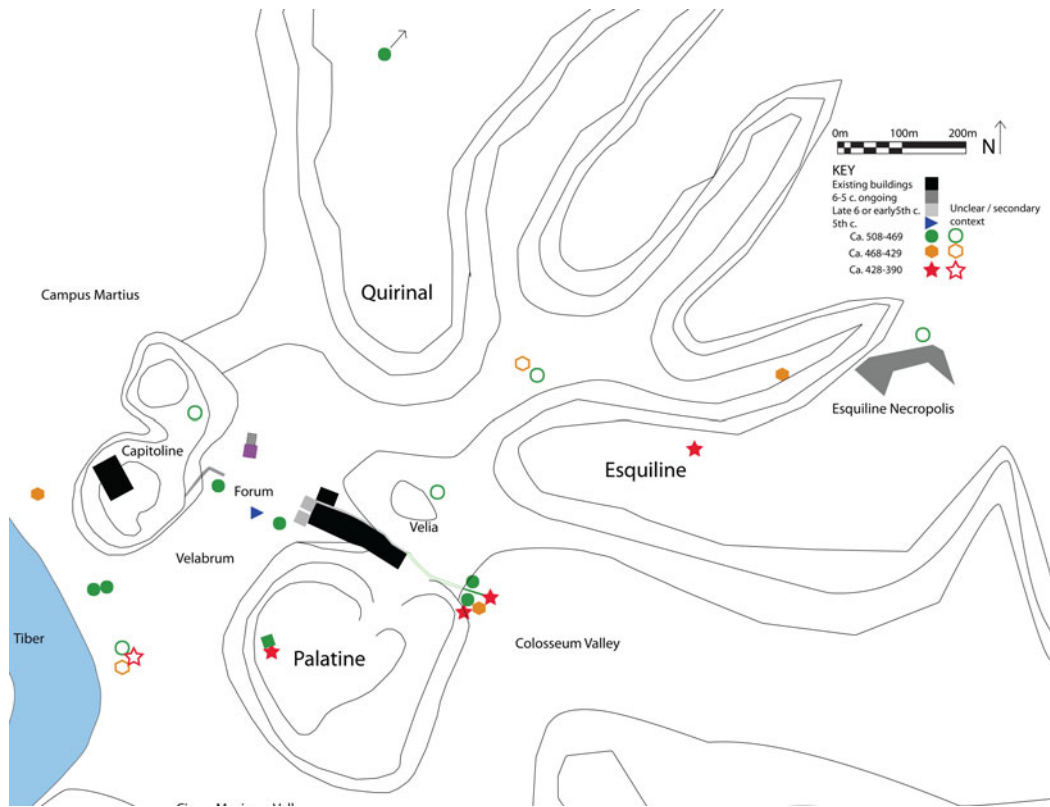 0m 100m 200m
N
KEY
Existing buildings
6-5 c. ongoing
Late 6 or early5th c.
Unclear / secondary
context
5th c.
Ca. 508-469
Ca. 468-429
Ca. 428-390
Campus Martius
Quirinal
Esquiline Necropolis
Capitoline
Esquiline
Forum
Velia
Velabrum
Tiber
Colosseum Valley
Palatine